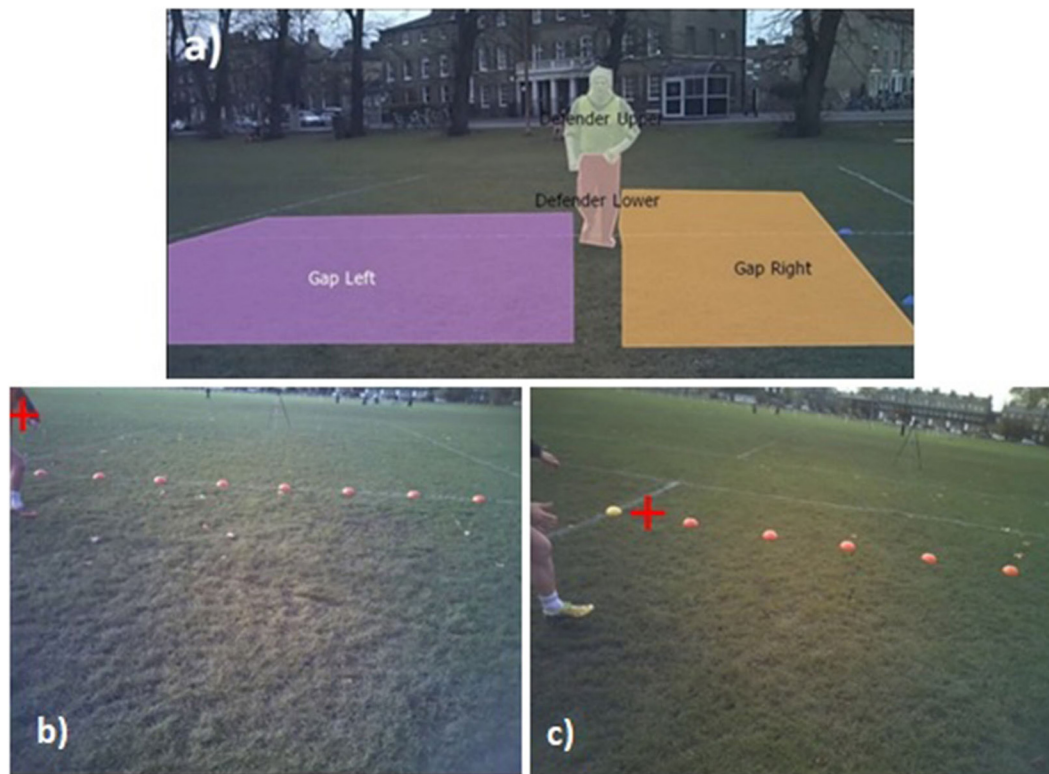 a)
Defender Upper
Defender Lower
Gap Left
Gap Right
b)
c)